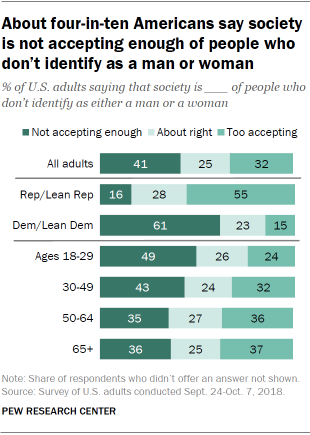 About four-in-ten Americans say society
is not accepting enough of people who
don't identify as a man or woman
% of U.S. adults saying that society is ____ of people who
don't identify as either a man or a woman
Not accepting enough About right Too accepting
All adults 41 25 32
Rep/Lean Rep 16 28 55
Dem/Lean Dem 61 23 15
Ages 18-29 49 26 24
30-49 43 24 32
50-64 35 27 36
65+ 36 25 37
Note: Share of respondents who didn't offer an answer not shown.
Source: Survey of U.S. adults conducted Sept. 24-Oct. 7, 2018.
PEW RESEARCH CENTER